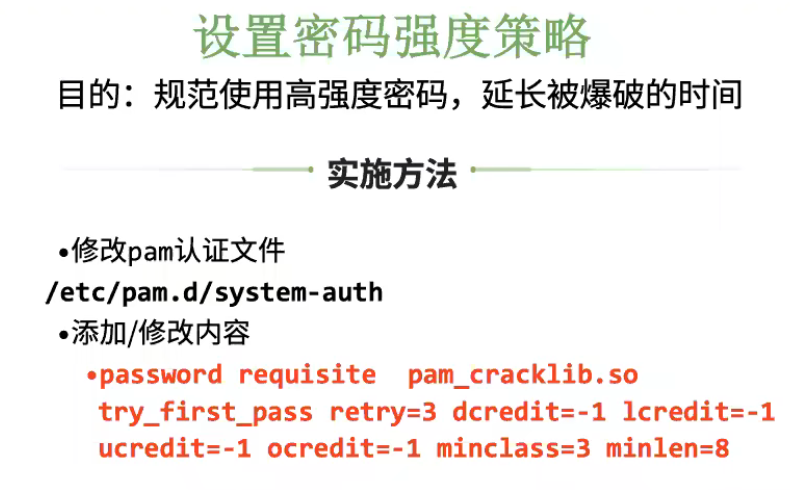 设置密码强度策略
目的：规范使用高强度密码，延长被爆破的时间
实施方法
•修改pam认证文件
/etc/pam.d/system-auth
•添加/修改内容
•password requisite  pam_cracklib.so
try_first_pass retry=3 dcredit=-1 lcredit=-1
ucredit=-1 ocredit=-1 minclass=3 minlen=8